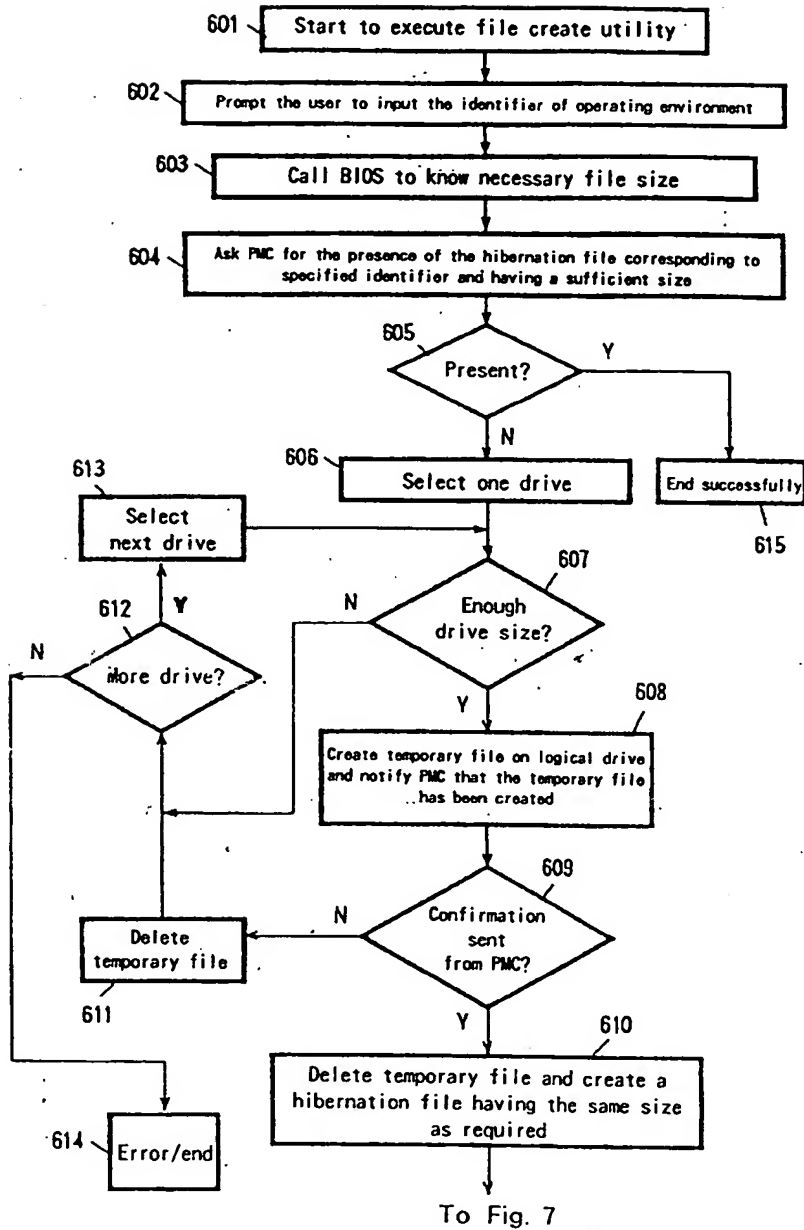 601
Start to execute file create utility
602
Prompt the user to input the identifier of operating environment
603
Call BIOS to know necessary file size
604
Ask PMC for the presence of the hibernation file corresponding to
specified identifier and having a sufficient size
605
Present?
Y
N
606
Select one drive
End successfully
615
613
Select
next drive
607
Enough
drive size?
N
Y
612
More drive?
Y
N
608
Create temporary file on logical drive
and notify PMC that the temporary file
has been created
609
Confirmation
sent
from PMC?
N
Y
Delete
temporary file
611
610
Delete temporary file and create a
hibernation file having the same size
as required
614
Error/end
To Fig. 7